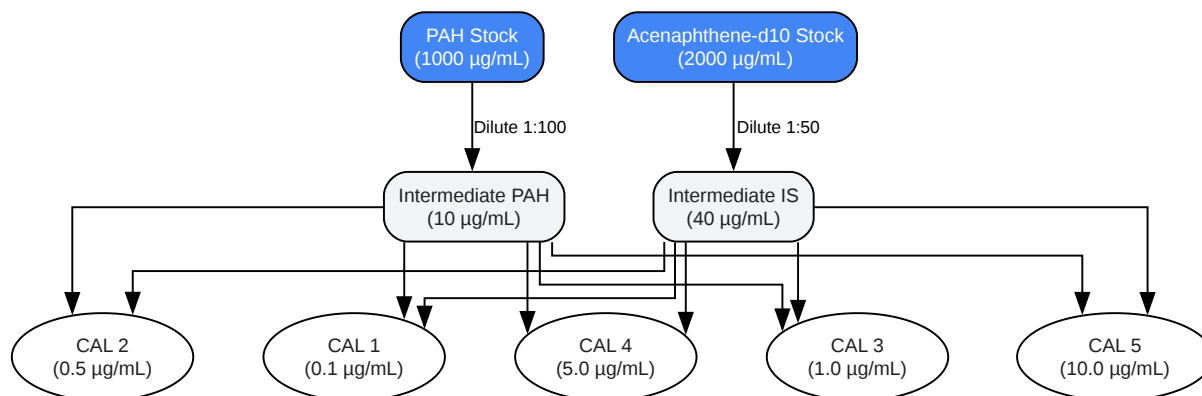 PAH Stock
(1000 µg/mL)
Acenaphthene-d10 Stock
(2000 µg/mL)
Dilute 1:100
Dilute 1:50
Intermediate PAH
(10 µg/mL)
Intermediate IS
(40 µg/mL)
CAL 2
(0.5 µg/mL)
CAL 1
(0.1 µg/mL)
CAL 4
(5.0 µg/mL)
CAL 3
(1.0 µg/mL)
CAL 5
(10.0 µg/mL)